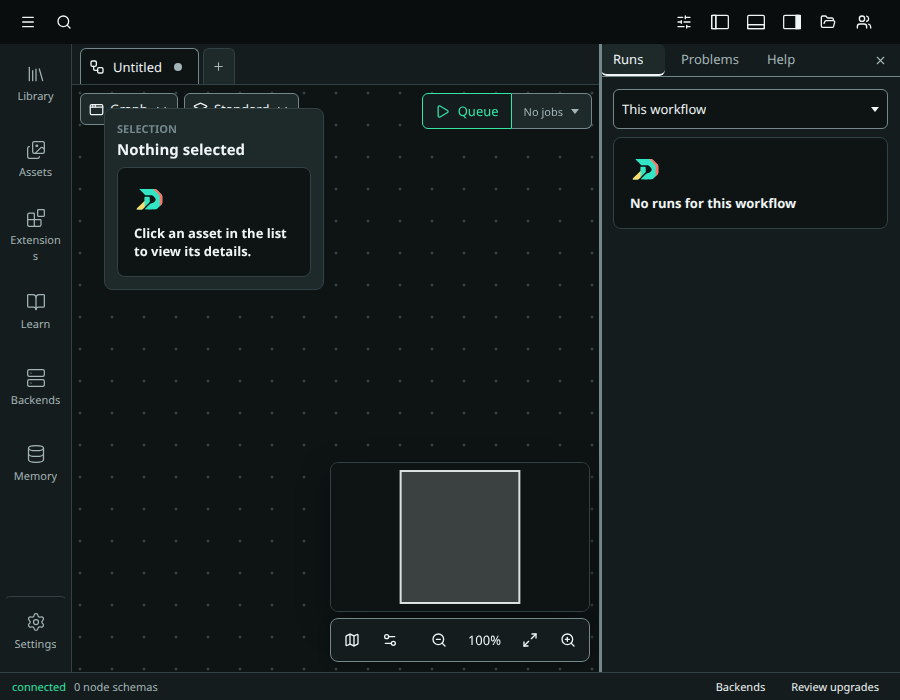 Untitled
Runs
Problems
Help
Library
Assets
Extension
s
Learn
Backends
Memory
Settings
Queue
No jobs
SELECTION
Nothing selected
Click an asset in the list
to view its details.
This workflow
No runs for this workflow
100%
connected
0 node schemas
Backends
Review upgrades